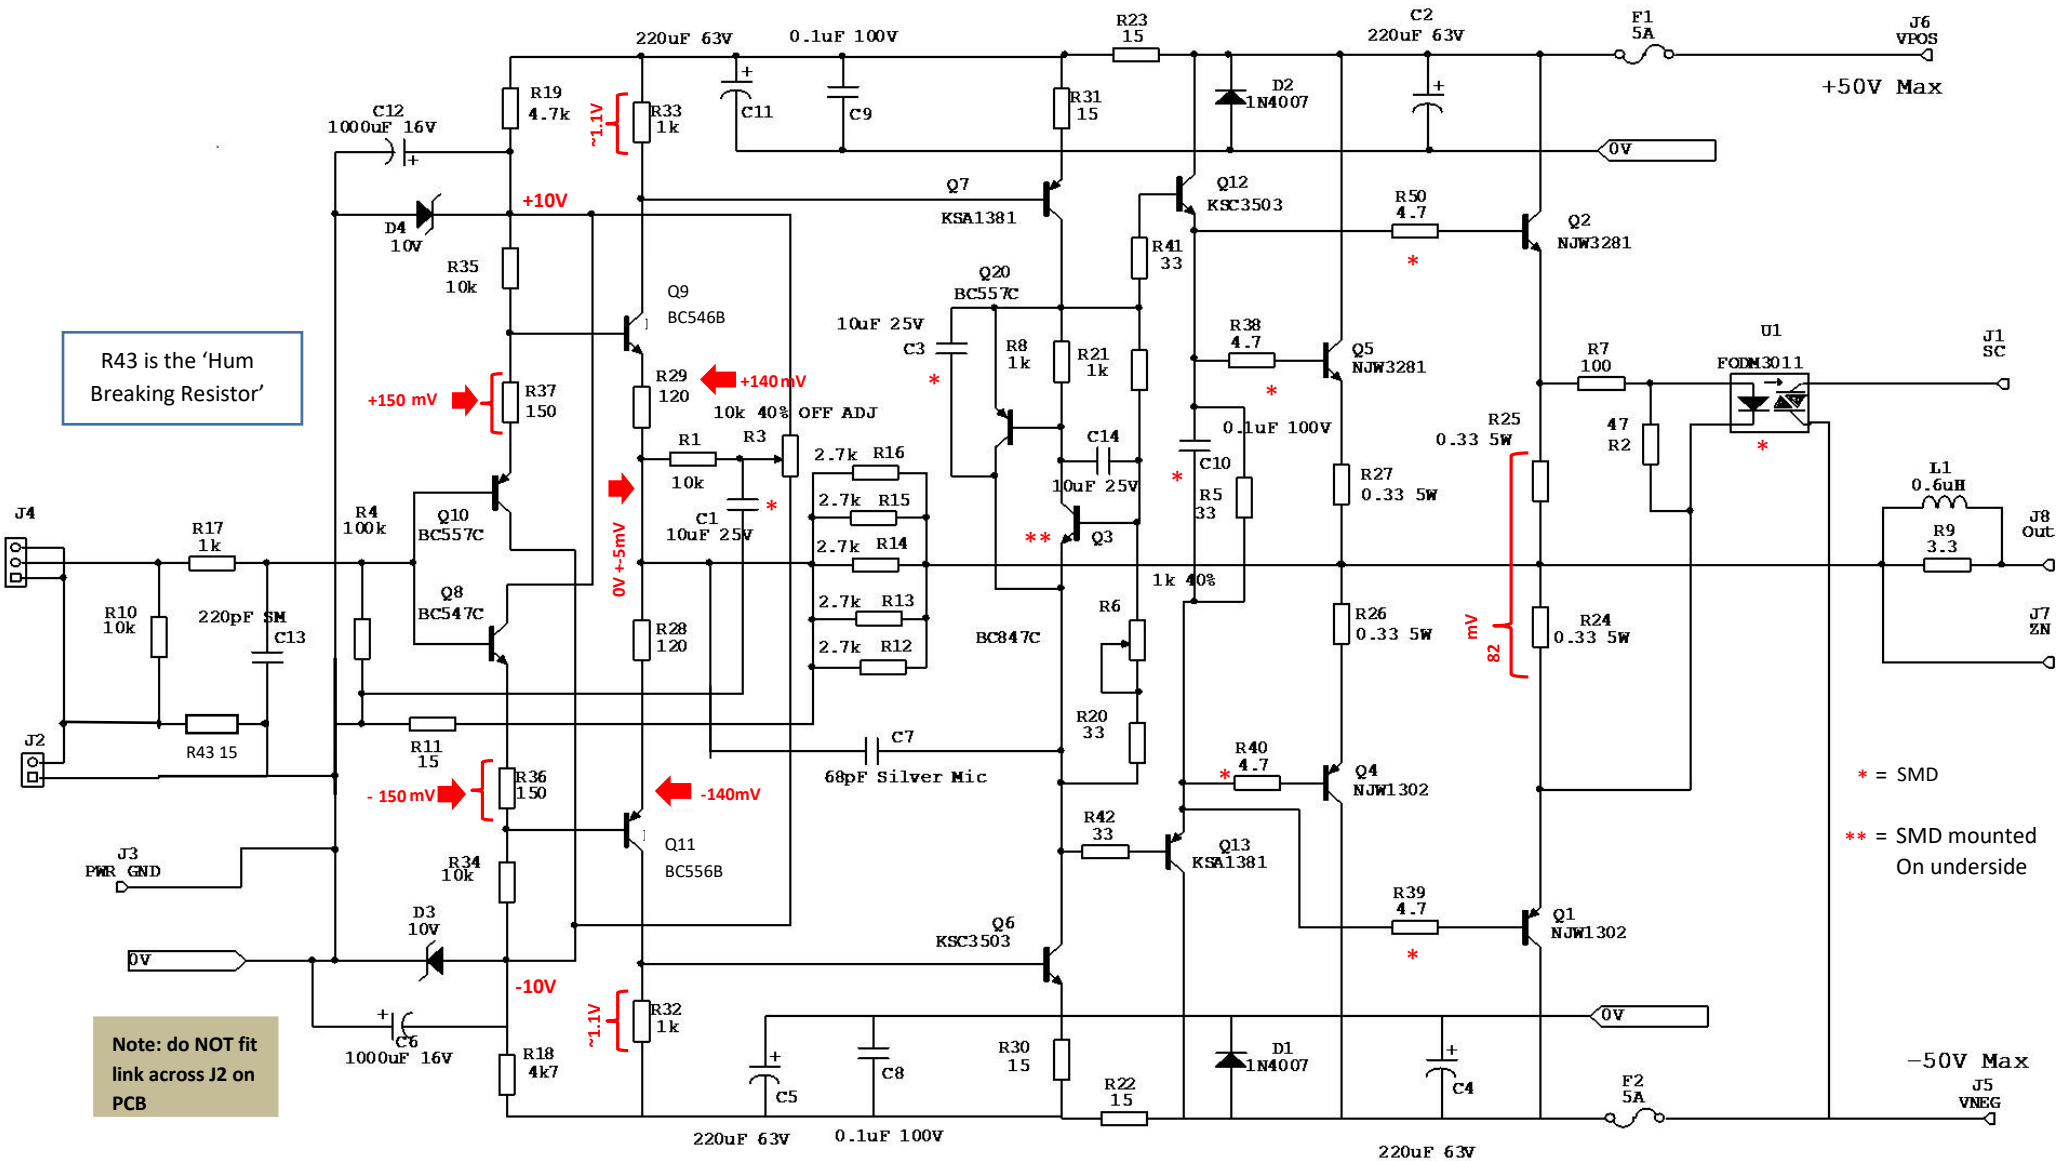 R23
15
C2
220uF 63V
F1
5A
J6
VPOS
+50V Max
220uF 63V
0.1uF 100V
R19
4.7k
C12
1000uF 16V
+
~1.1V
R33
1k
+
C11
C9
R31
15
D2
1N4007
+
0V
D4
10V
+10V
Q7
KSA1381
Q12
KSC3503
R50
4.7
*
Q2
NJW3281
R35
10k
Q9
BC546B
Q20
BC557C
R41
33
10uF 25V
C3
*
R8
1k
R21
1k
R38
4.7
*
Q5
NJW3281
U1
FODM3011
*
J1
SC
R7
100
47
R2
R43 is the ‘Hum
Breaking Resistor’
+150 mV
R37
150
R29
120
+140 mV
10k 40% OFF ADJ
R1
10k
R3
C1
10uF 25V
*
2.7k R16
2.7k R15
2.7k R14
2.7k R13
2.7k R12
C14
10uF 25V
0.1uF 100V
C10
*
R5
33
R27
0.33 5W
R25
0.33 5W
L1
0.6uH
R9
3.3
J8
Out
J7
ZN
J4
R17
1k
R4
100k
Q10
BC557C
Q8
BC547C
0V +-5mV
**
Q3
BC847C
1k 40%
R6
R10
10k
220pF SM
C13
R28
120
R26
0.33 5W
82 mV
R24
0.33 5W
R43 15
J2
R11
15
C7
68pF Silver Mic
R20
33
- 150 mV
R36
150
-140mV
R40
4.7
*
Q4
NJW1302
* = SMD
** = SMD mounted
On underside
J3
PWR GND
R34
10k
Q11
BC556B
R42
33
Q13
KSA1381
R39
4.7
*
Q1
NJW1302
D3
10V
0V
-10V
Q6
KSC3503
+
C6
1000uF 16V
R18
4k7
~1.1V
R32
1k
+
C5
220uF 63V
C8
0.1uF 100V
R30
15
R22
15
D1
1N4007
+
C4
220uF 63V
0V
F2
5A
-50V Max
J5
VNEG
Note: do NOT fit
link across J2 on
PCB